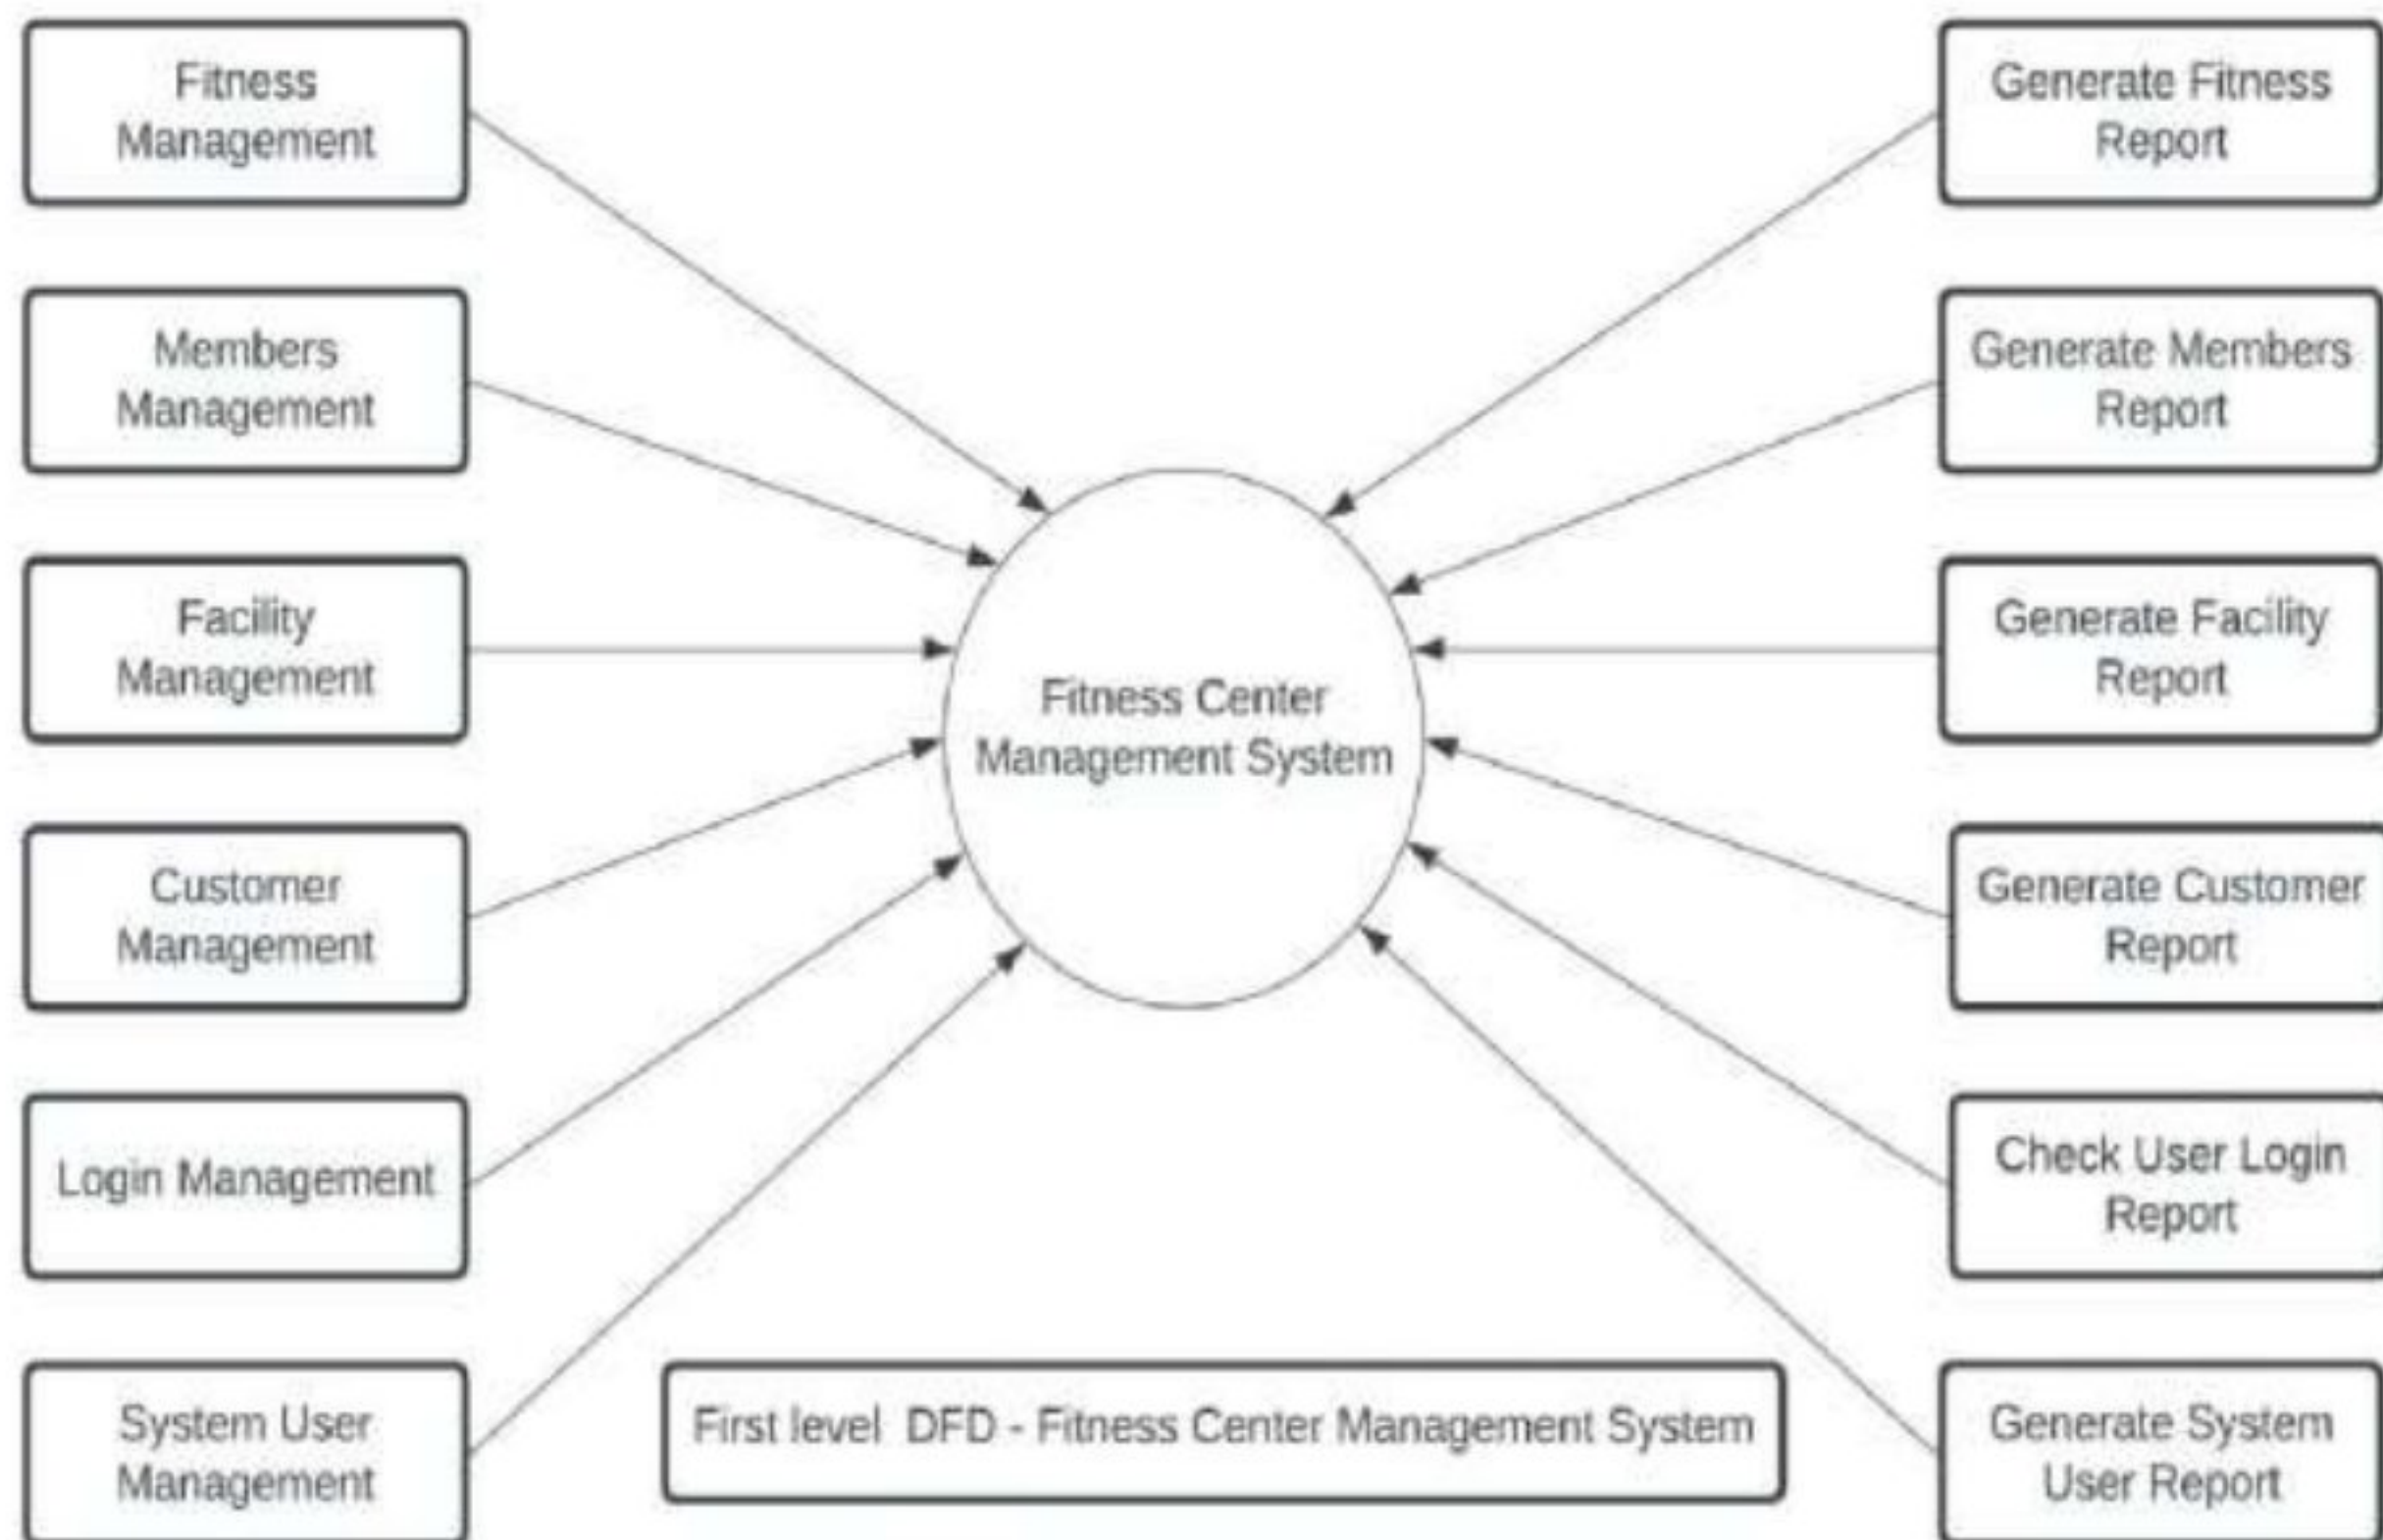 Fitness
Management
Members
Management
Facility
Management
Customer
Management
Login Management
System User
Management
Fitness Center
Management System
First level DFD - Fitness Center Management System
Generate Fitness
Report
Generate Members
Report
Generate Facility
Report
Generate Customer
Report
Check User Login
Report
Generate System
User Report